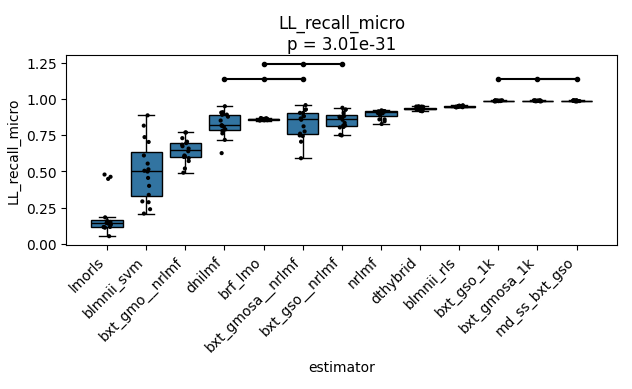 LL_recall_micro
p = 3.01e-31
LL_recall_micro
1.25
1.00
0.75
0.50
0.25
0.00
lmorls
blmnii_svm
bxt_gmo__nrlmf
dnilmf
brf_lmo
bxt_gmosa__nrlmf
bxt_gso__nrlmf
nrlmf
dthybrid
blmnii_rls
bxt_gso_1k
bxt_gmosa_1k
md_ss_bxt_gso
estimator